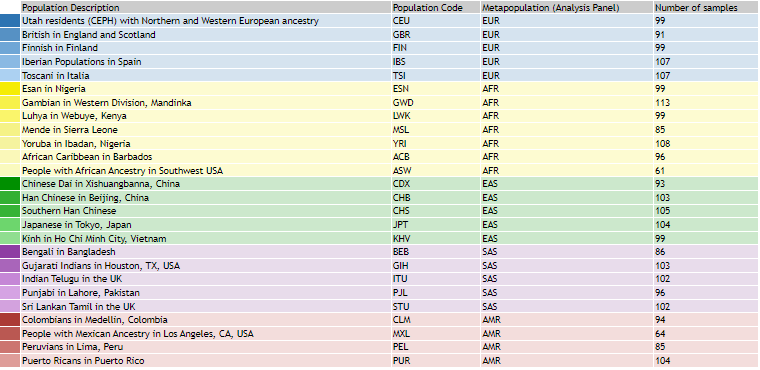 Population Description Population Code Metapopulation (Analysis Panel) Number of samples
Utah residents (CEPH) with Northern and Western European ancestry CEU EUR 99
British in England and Scotland GBR EUR 91
Finnish in Finland FIN EUR 99
Iberian Populations in Spain IBS EUR 107
Toscani in Italia TSI EUR 107
Esan in Nigeria ESN AFR 99
Gambian in Western Division, Mandinka GWD AFR 113
Luhya in Webuye, Kenya LWK AFR 99
Mende in Sierra Leone MSL AFR 85
Yoruba in Ibadan, Nigeria YRI AFR 108
African Caribbean in Barbados ACB AFR 96
People with African Ancestry in Southwest USA ASW AFR 61
Chinese Dai in Xishuangbanna, China CDX EAS 93
Han Chinese in Beijing, China CHB EAS 103
Southern Han Chinese CHS EAS 105
Japanese in Tokyo, Japan JPT EAS 104
Kinh in Ho Chi Minh City, Vietnam KHV EAS 99
Bengali in Bangladesh BEB SAS 86
Gujarati Indians in Houston, TX, USA GIH SAS 103
Indian Telugu in the UK ITU SAS 102
Punjabi in Lahore, Pakistan PJL SAS 96
Sri Lankan Tamil in the UK STU SAS 102
Colombians in Medellín, Colombia CLM AMR 94
People with Mexican Ancestry in Los Angeles, CA, USA MXL AMR 64
Peruvians in Lima, Peru PEL AMR 85
Puerto Ricans in Puerto Rico PUR AMR 104